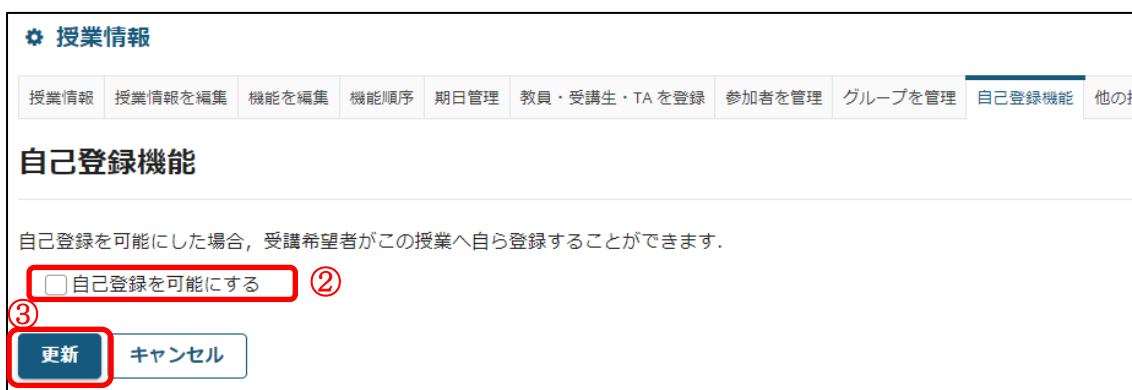 授業情報
授業情報 授業情報を編集 機能を編集 機能順序 期日管理 教員・受講生・TA を登録 参加者を管理 グループを管理 自己登録機能 他の
自己登録機能
自己登録を可能にした場合，受講希望者がこの授業へ自ら登録することができます．
自己登録を可能にする ②
③
更新 キャンセル